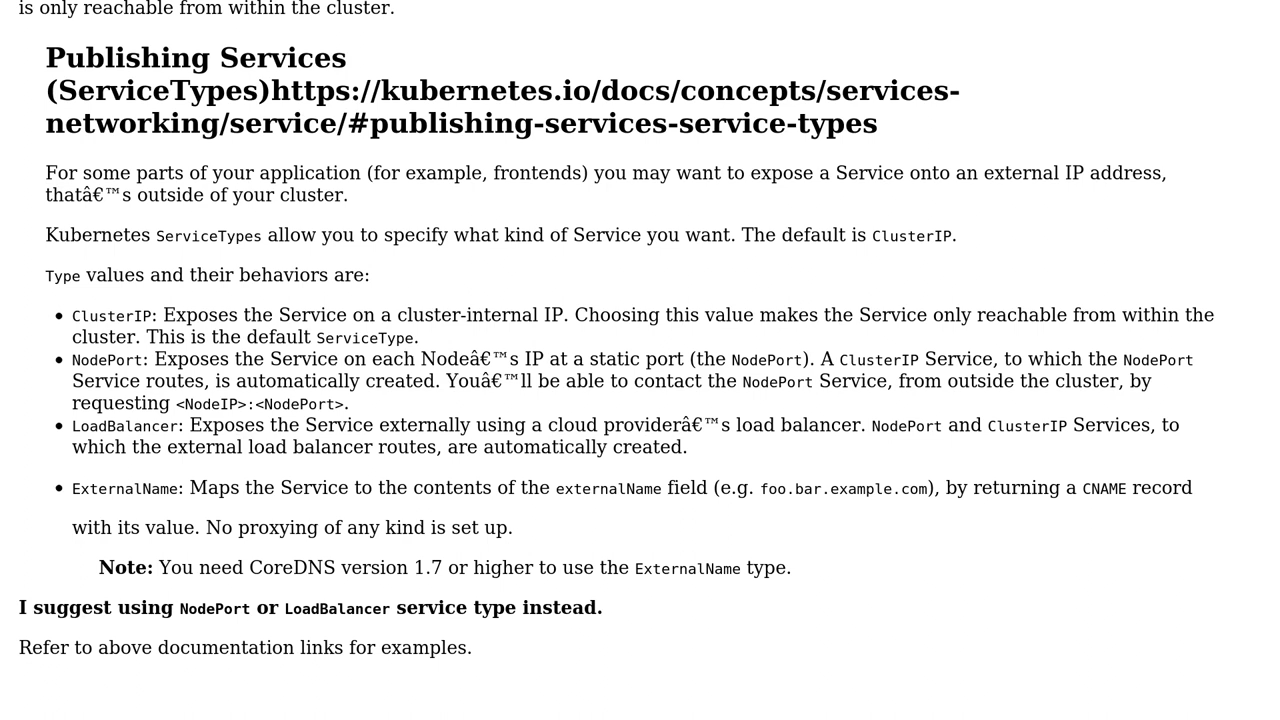 is only reachable from within the cluster.
Publishing Services
(ServiceTypes)https://kubernetes.io/docs/concepts/services-
networking/service/#publishing-services-service-types
For some parts of your application (for example, frontends) you may want to expose a Service onto an external IP address,
thatâ€™s outside of your cluster.
Kubernetes ServiceTypes allow you to specify what kind of Service you want. The default is ClusterIP.
Type values and their behaviors are:
• ClusterIP: Exposes the Service on a cluster-internal IP. Choosing this value makes the Service only reachable from within the
cluster. This is the default ServiceType.
• NodePort: Exposes the Service on each Nodeâ€™s IP at a static port (the NodePort). A ClusterIP Service, to which the NodePort
Service routes, is automatically created. Youâ€™ll be able to contact the NodePort Service, from outside the cluster, by
requesting <NodeIP>:<NodePort>.
• LoadBalancer: Exposes the Service externally using a cloud providerâ€™s load balancer. NodePort and ClusterIP Services, to
which the external load balancer routes, are automatically created.
• ExternalName: Maps the Service to the contents of the externalName field (e.g. foo.bar.example.com), by returning a CNAME record
with its value. No proxying of any kind is set up.
Note: You need CoreDNS version 1.7 or higher to use the ExternalName type.
I suggest using NodePort or LoadBalancer service type instead.
Refer to above documentation links for examples.